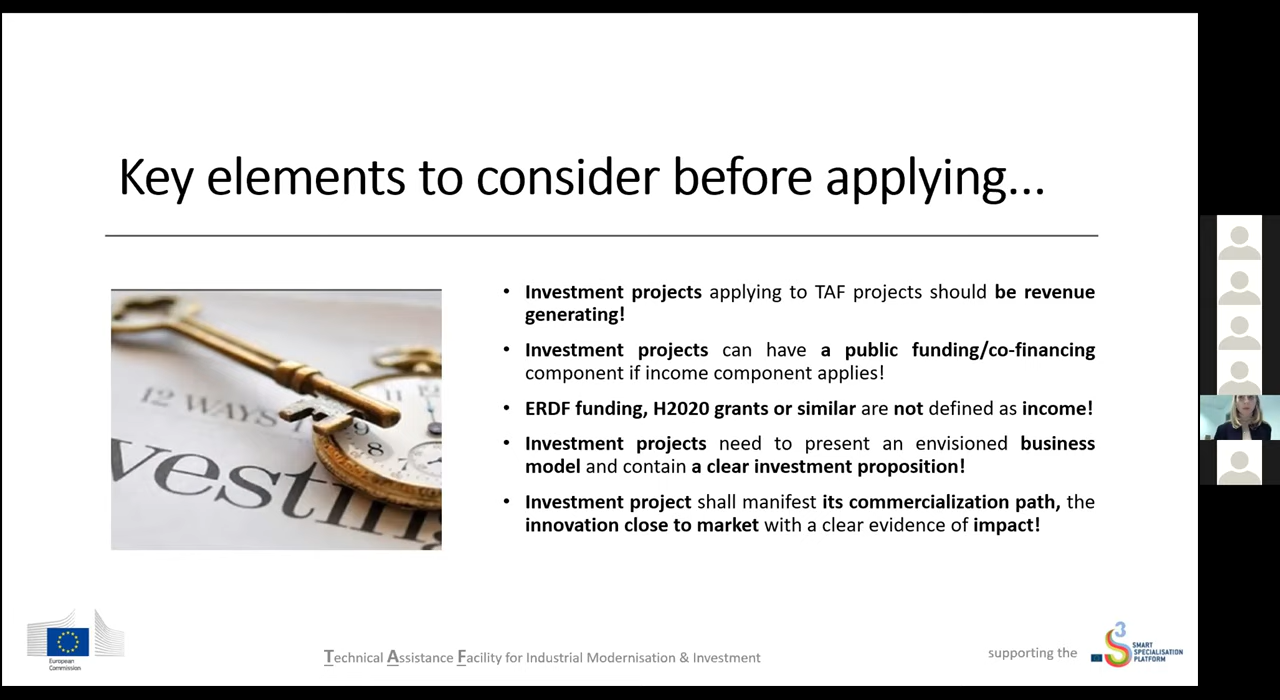 Key elements to consider before applying...
• Investment projects applying to TAF projects should be revenue
generating!
• Investment projects can have a public funding/co-financing
component if income component applies!
• ERDF funding, H2020 grants or similar are not defined as income!
• Investment projects need to present an envisioned business
model and contain a clear investment proposition!
• Investment project shall manifest its commercialization path, the
innovation close to market with a clear evidence of impact!
12 WAYS
vestin
11
9
8
European
Commission
Technical Assistance Facility for Industrial Modernisation & Investment
supporting the
S3
SMART
SPECIALISATION
PLATFORM